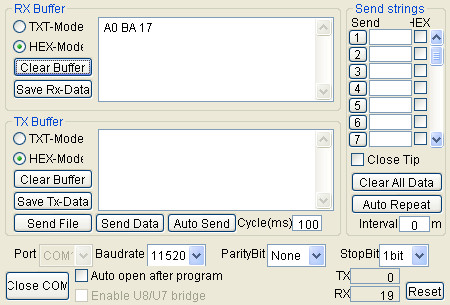 RX Buffer
TXT-Mode
HEX-Mode
Clear Buffer
Save Rx-Data
A0 BA 17
TX Buffer
TXT-Mode
HEX-Mode
Clear Buffer
Save Tx-Data
Send File Send Data Auto Send Cycle(ms) 100
Send strings
Send HEX
1
2
3
4
5
6
7
Close Tip
Clear All Data
Auto Repeat
Interval 0 m
Port COM Baudrate 11520 ParityBit None StopBit 1bit
Close COM
Auto open after program
Enable U8/U7 bridge
TX 0
RX 19
Reset